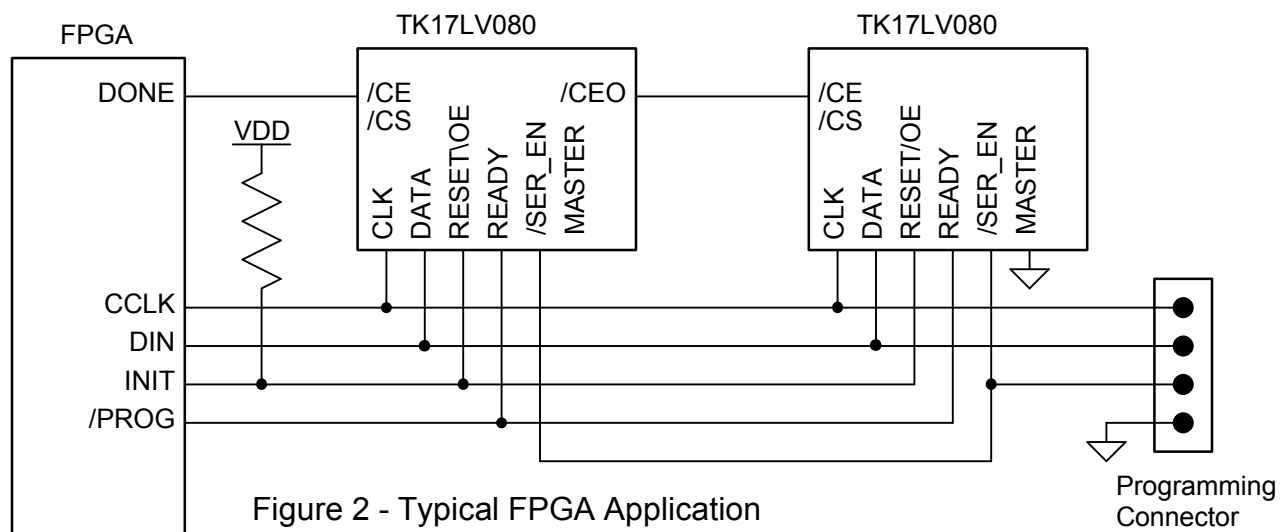 FPGA
TK17LV080
TK17LV080
DONE
/CE
/CS
/CEO
/CE
/CS
VDD
CLK
DATA
RESET\OE
READY
/SER_EN
MASTER
CLK
DATA
RESET/OE
READY
/SER_EN
MASTER
CCLK
DIN
INIT
/PROG
Figure 2 - Typical FPGA Application
Programming
Connector